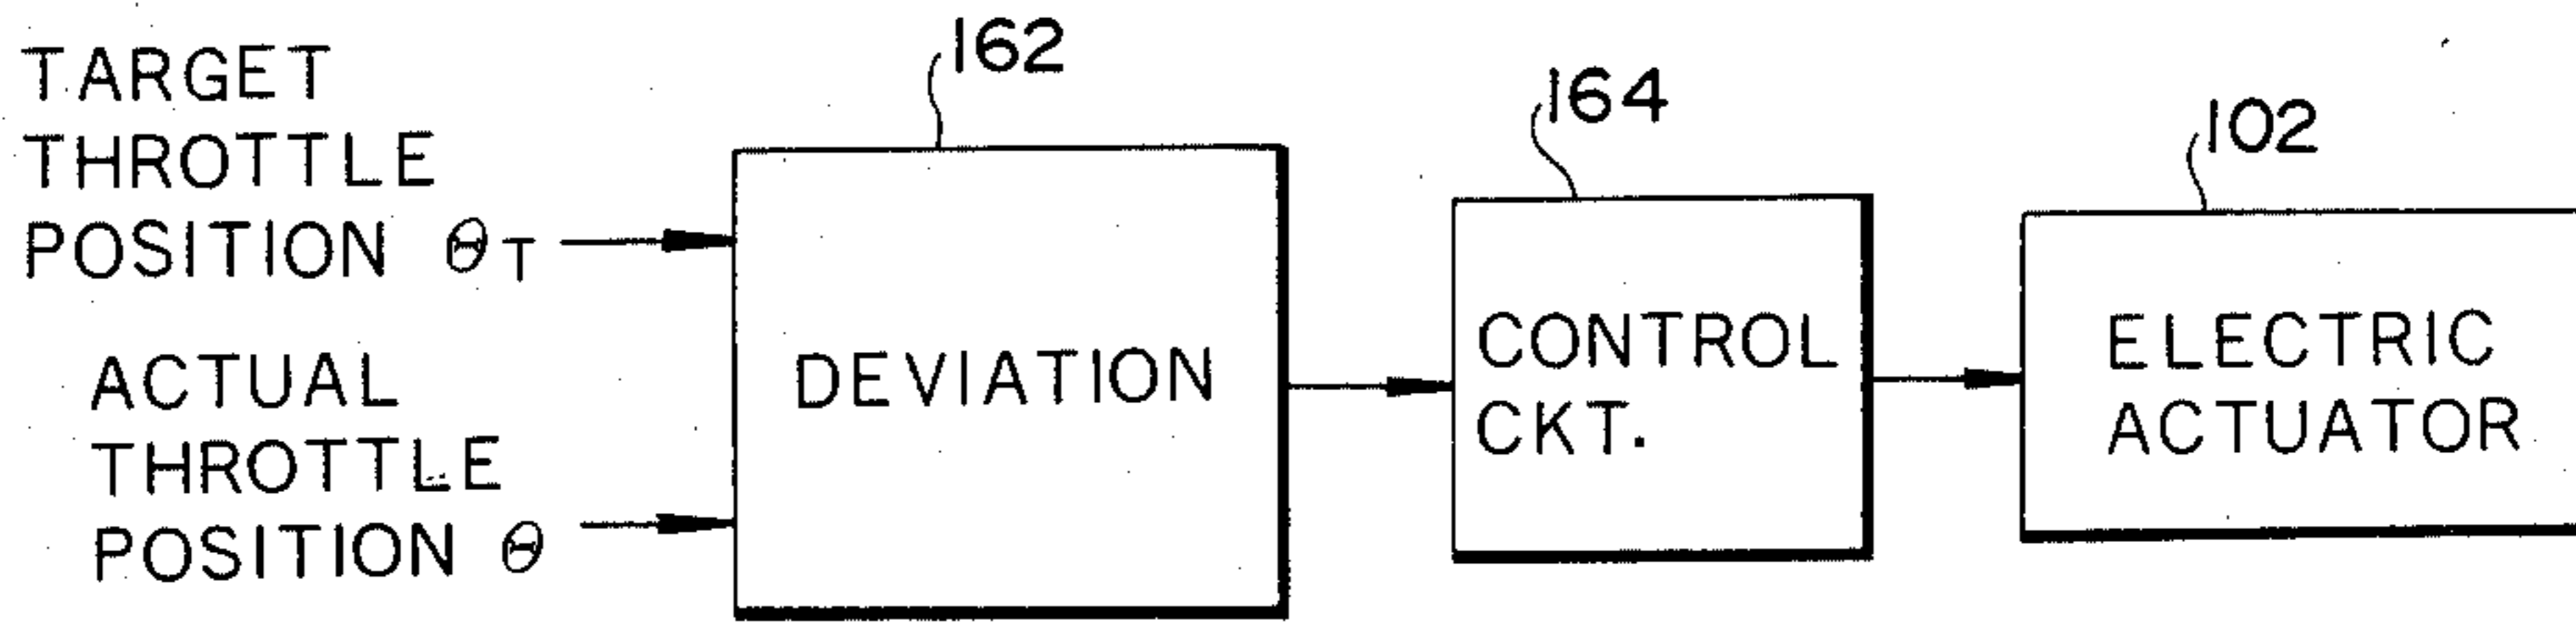 TARGET
THROTTLE
POSITION θT
ACTUAL
THROTTLE
POSITION θ
162
DEVIATION
164
CONTROL
CKT.
102
ELECTRIC
ACTUATOR